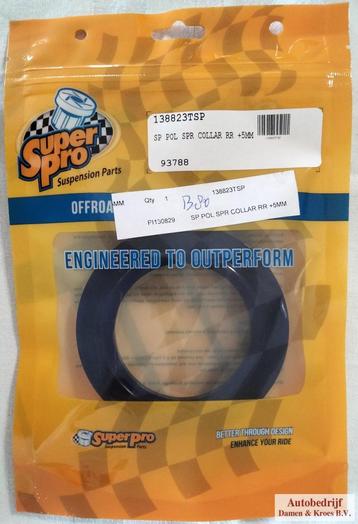 Super
Pro
Suspension Parts
138823TSP
SP POL SPR COLLAR RR +5MM
93788
OFFROA
MM Qty 1 138823TSP
B80
FI130829 SP POL SPR COLLAR RR +5MM
ENGINEERED TO OUTPERFORM
SuperPro
Suspension Parts
BETTER THROUGH DESIGN
ENHANCE YOUR RIDE
Autobedrijf
Damen & Kroes B.V.